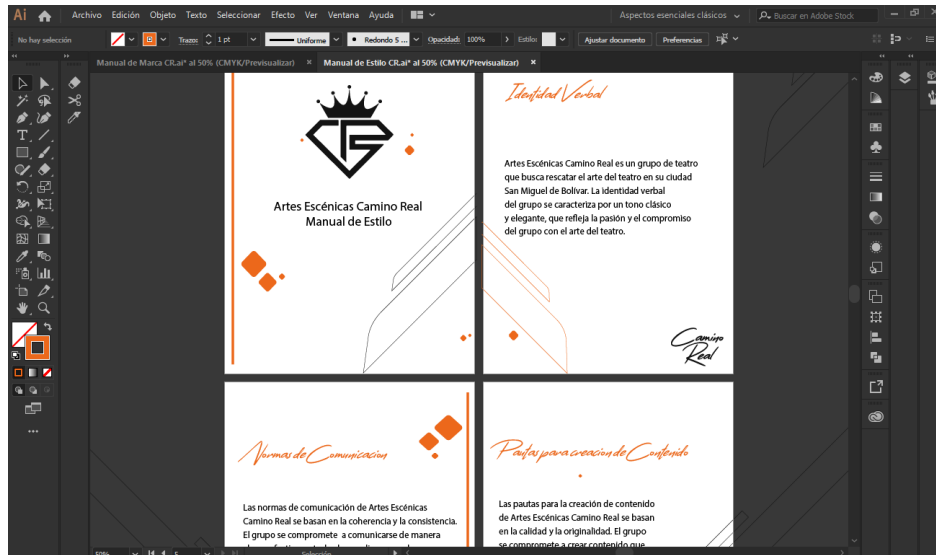 Ai
Archivo Edición Objeto Texto Seleccionar Efecto Ver Ventana Ayuda
Aspectos esenciales clásicos
Buscar en Adobe Stock
No hay selección
Trazo: 1 pt
Uniforme
Redondo 5 ...
Opacidad: 100%
Estilo:
Ajustar documento
Preferencias
Manual de Marca CR.ai* al 50% (CMYK/Previsualizar) ×
Manual de Estilo CR.ai* al 50% (CMYK/Previsualizar) ×
Artes Escénicas Camino Real
Manual de Estilo
Identidad Verbal
Artes Escénicas Camino Real es un grupo de teatro
que busca rescatar el arte del teatro en su ciudad
San Miguel de Bolívar. La identidad verbal
del grupo se caracteriza por un tono clásico
y elegante, que refleja la pasión y el compromiso
del grupo con el arte del teatro.
Camino
Real
Normas de Comunicacion
Las normas de comunicación de Artes Escénicas
Camino Real se basan en la coherencia y la consistencia.
El grupo se compromete a comunicarse de manera
Pautas para creacion de Contenido
Las pautas para la creación de contenido
de Artes Escénicas Camino Real se basan
en la calidad y la originalidad. El grupo
se compromete a crear contenido que
50%
5
Selección